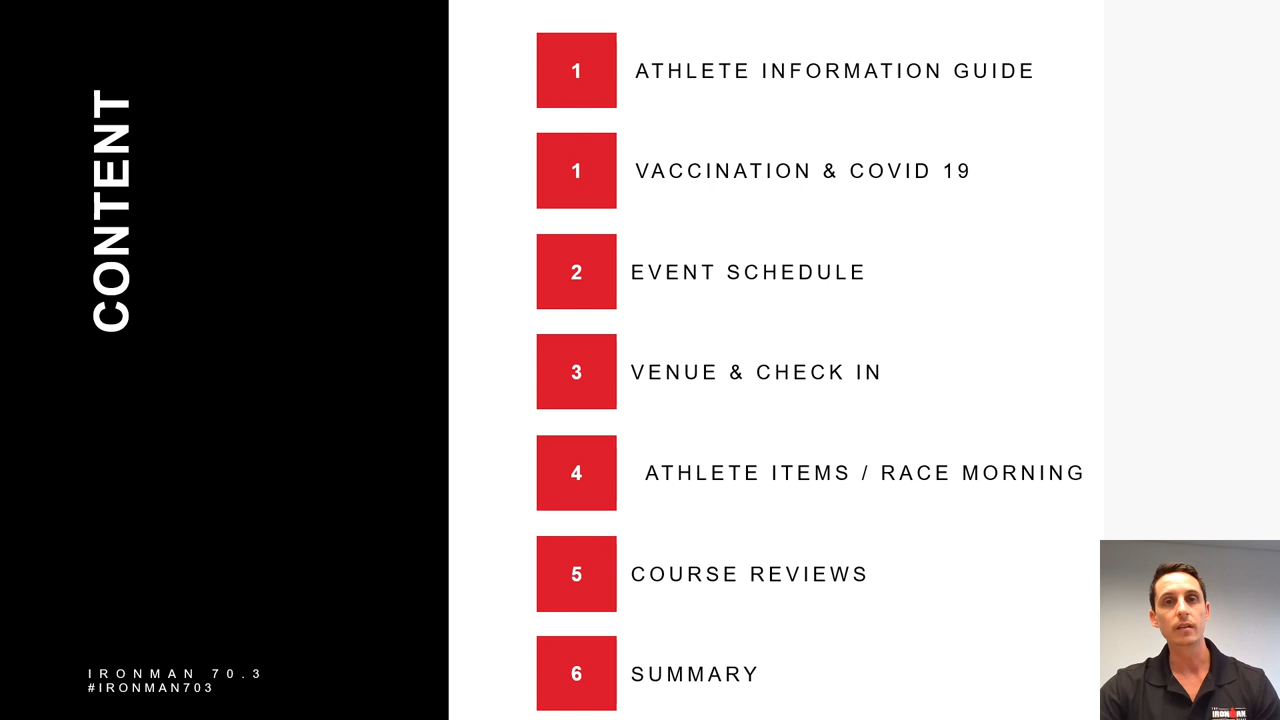 CONTENT
1 ATHLETE INFORMATION GUIDE
1 VACCINATION & COVID 19
2 EVENT SCHEDULE
3 VENUE & CHECK IN
4 ATHLETE ITEMS / RACE MORNING
5 COURSE REVIEWS
6 SUMMARY
IRONMAN 70.3
#IRONMAN703
IRONMAN